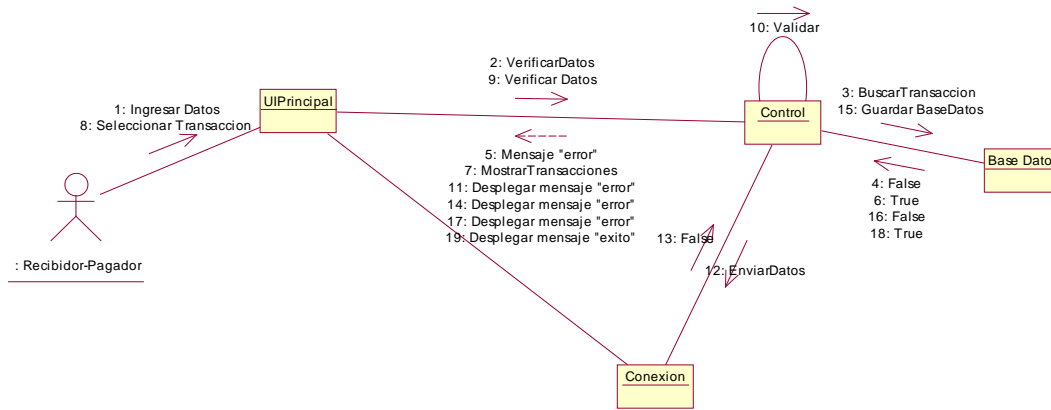 10: Validar
2: VerificarDatos
9: Verificar Datos
1: Ingresar Datos
8: Seleccionar Transaccion
UIPrincipal
Control
3: BuscarTransaccion
15: Guardar BaseDatos
5: Mensaje "error"
7: MostrarTransacciones
11: Desplegar mensaje "error"
14: Desplegar mensaje "error"
17: Desplegar mensaje "error"
19: Desplegar mensaje "exito"
Base Dato
4: False
6: True
16: False
18: True
13: False
12: EnviarDatos
: Recibidor-Pagador
Conexion